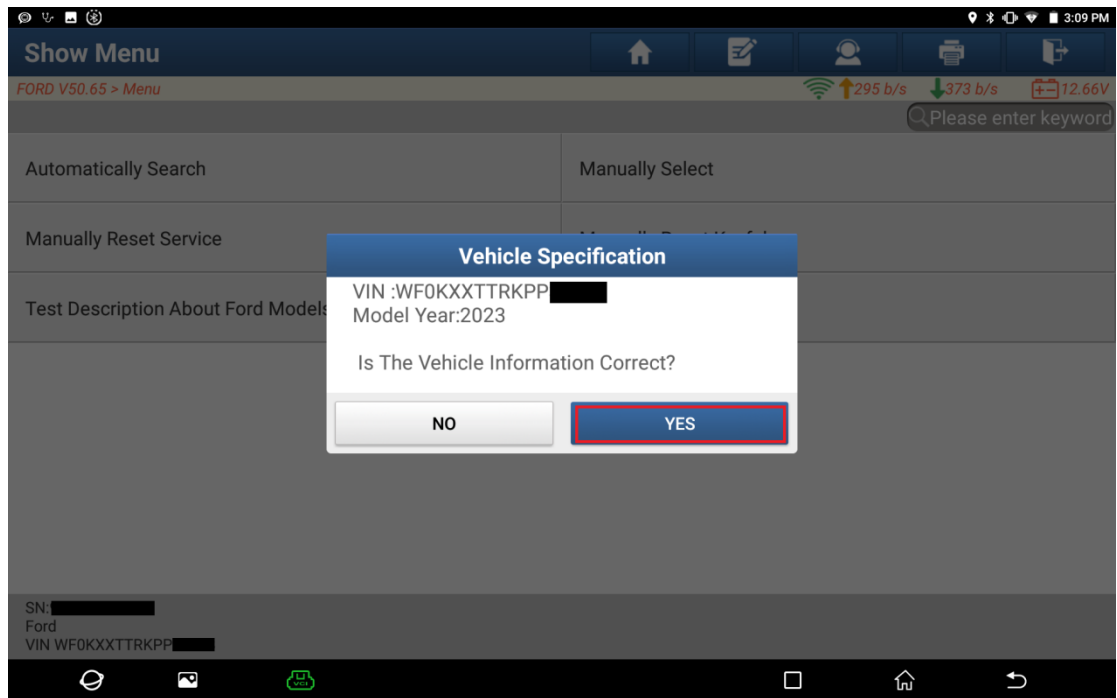 3:09 PM
Show Menu
FORD V50.65 > Menu
295 b/s
373 b/s
12.66V
Please enter keyword
Automatically Search
Manually Select
Manually Reset Service
Test Description About Ford Models
Vehicle Specification
VIN :WF0KXXTTRKPP
Model Year:2023
Is The Vehicle Information Correct?
NO
YES
SN:
Ford
VIN WF0KXXTTRKPP
VCI